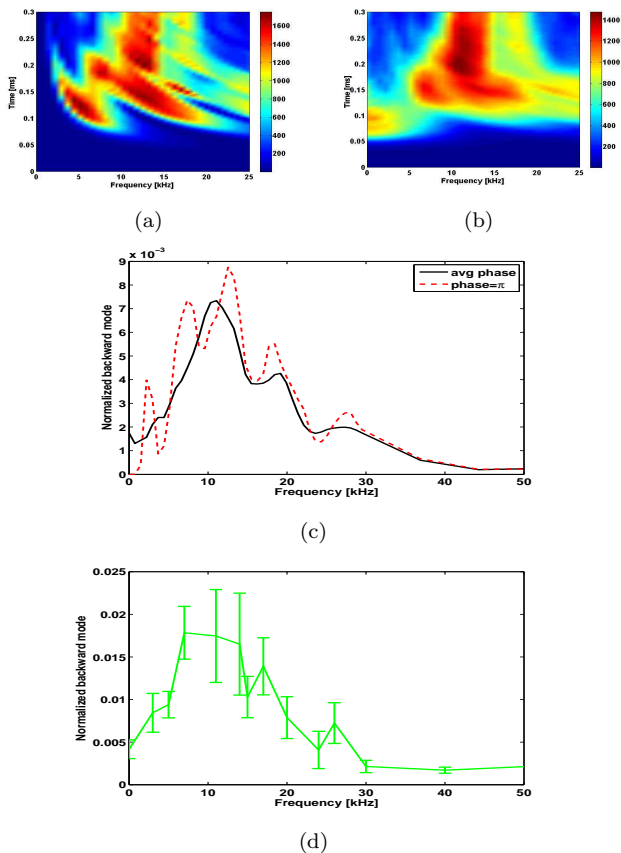 0.3
0.25
0.2
0.15
0.1
0.05
0
Time [ms]
0 5 10 15 20 25
Frequency [kHz]
1600
1400
1200
1000
800
600
400
200
(a)
0.3
0.25
0.2
0.15
0.1
0.05
0
Time [ms]
0 5 10 15 20 25
Frequency [kHz]
1400
1200
1000
800
600
400
200
(b)
x 10⁻³
9
8
7
6
5
4
3
2
1
0
Normalized backward mode
avg phase
phase=π
0 10 20 30 40 50
Frequency [kHz]
(c)
0.025
0.02
0.015
0.01
0.005
0
Normalized backward mode
0 10 20 30 40 50
Frequency [kHz]
(d)